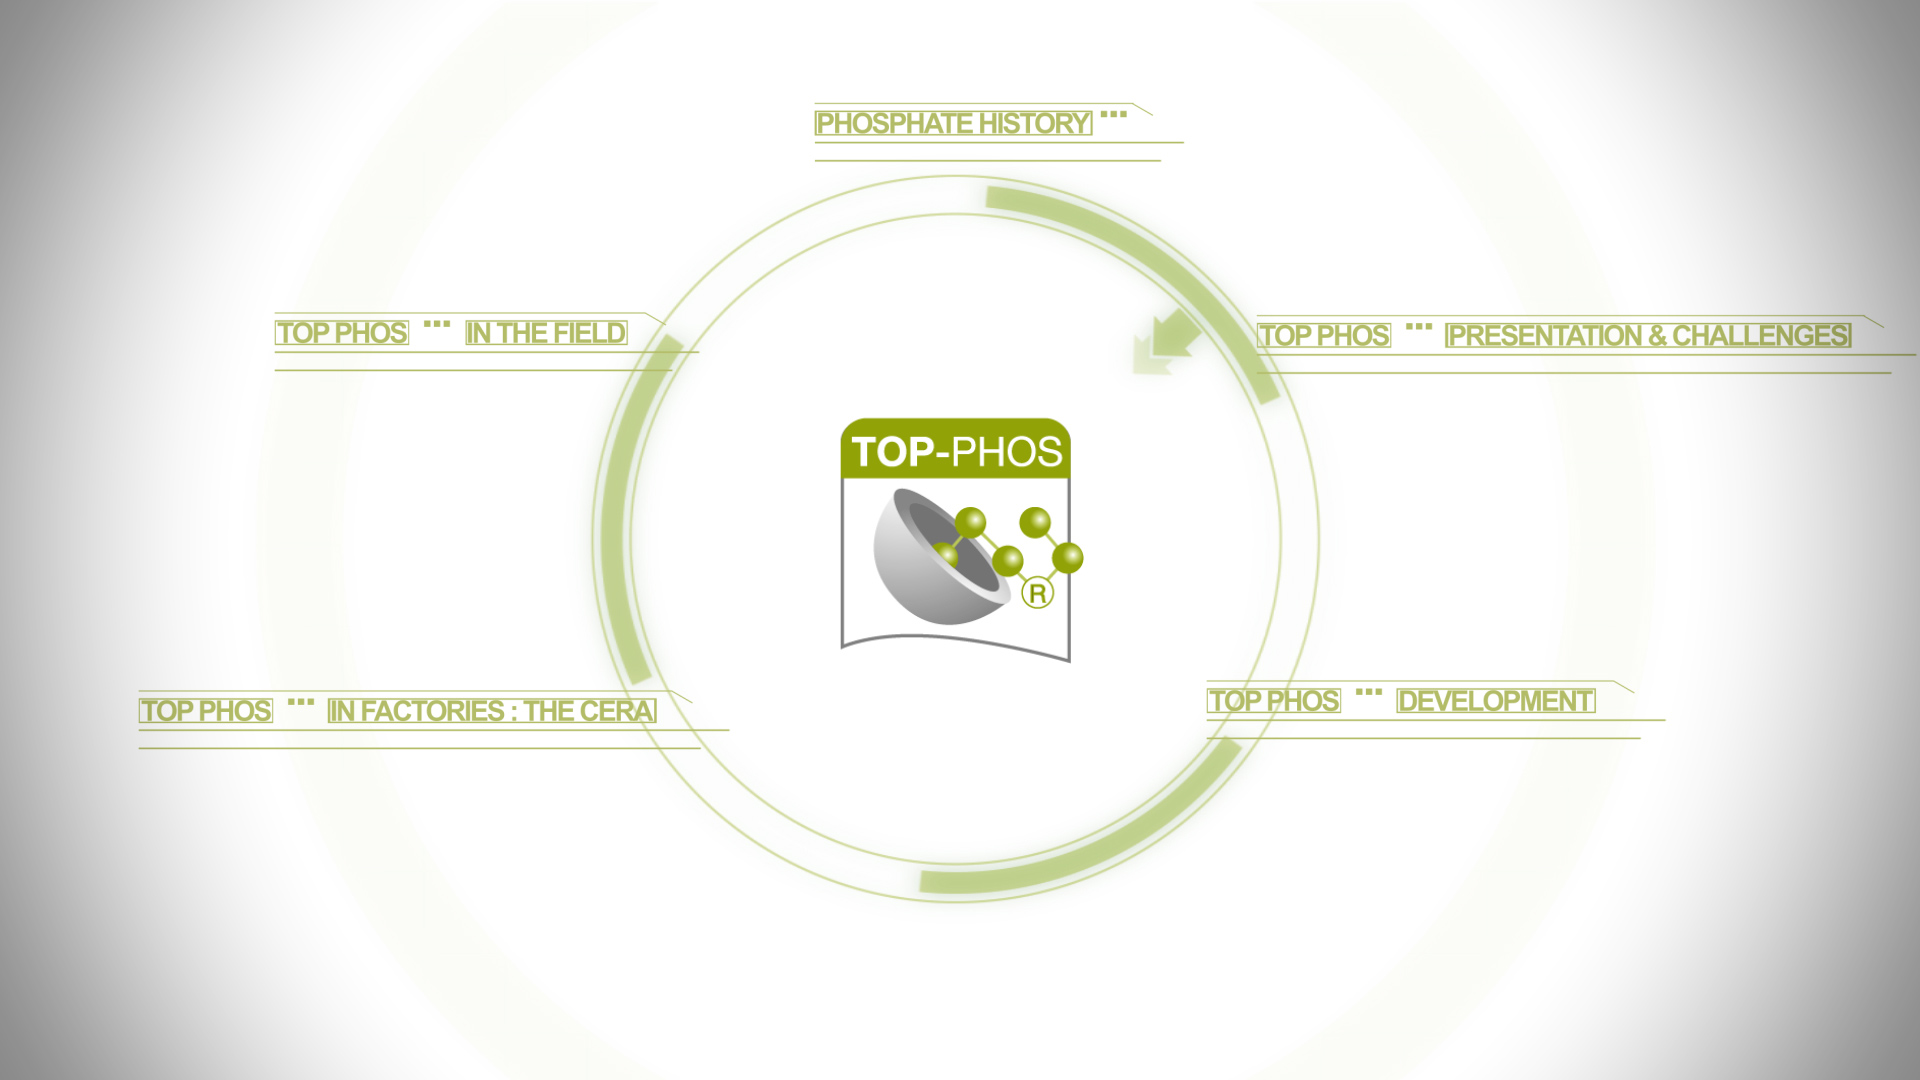 PHOSPHATE HISTORY
TOP PHOS IN THE FIELD
TOP PHOS PRESENTATION & CHALLENGES
TOP-PHOS
R
TOP PHOS IN FACTORIES : THE CERA
TOP PHOS DEVELOPMENT